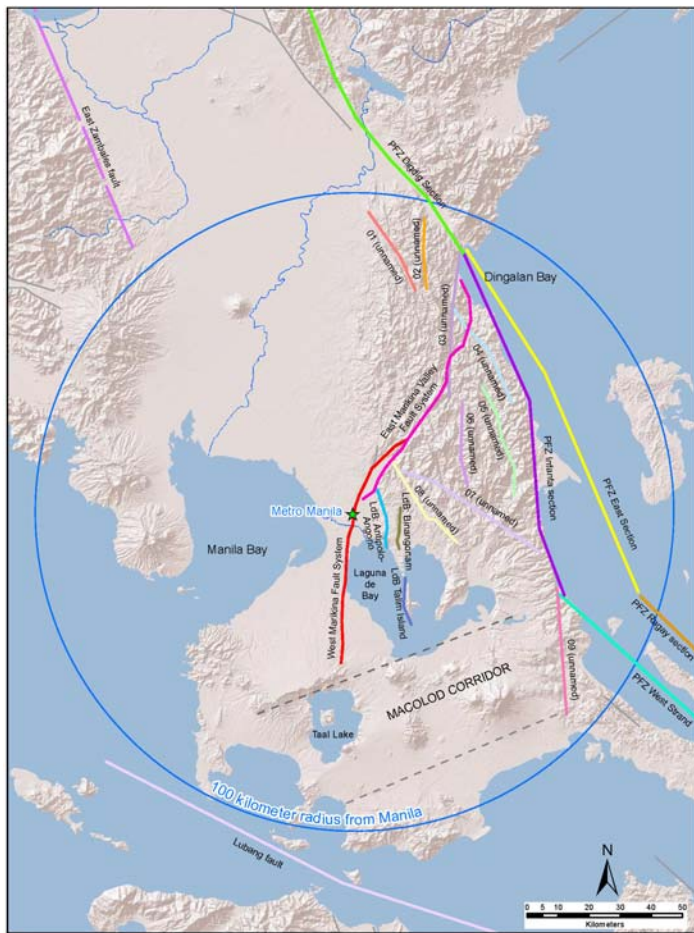 East Zambales fault
PFZ Digdig Section
01 (unnamed)
02 (unnamed)
Dingalan Bay
03 (unnamed)
04 (unnamed)
East Marikina Valley
Fault System
05 (unnamed)
06 (unnamed)
PFZ Infanta section
PFZ East Section
07 (unnamed)
08 (unnamed)
Metro Manila
LdB: Antipolo-
Angono
LdB: Binangonam
Manila Bay
Laguna
de Bay
LdB Talim Island
West Marikina Fault System
PFZ Ragay section
PFZ West Strand
09 (unnamed)
MACOLOD CORRIDOR
Taal Lake
100 kilometer radius from Manila
Lubang fault
N
0 5 10 20 30 40 50
Kilometers